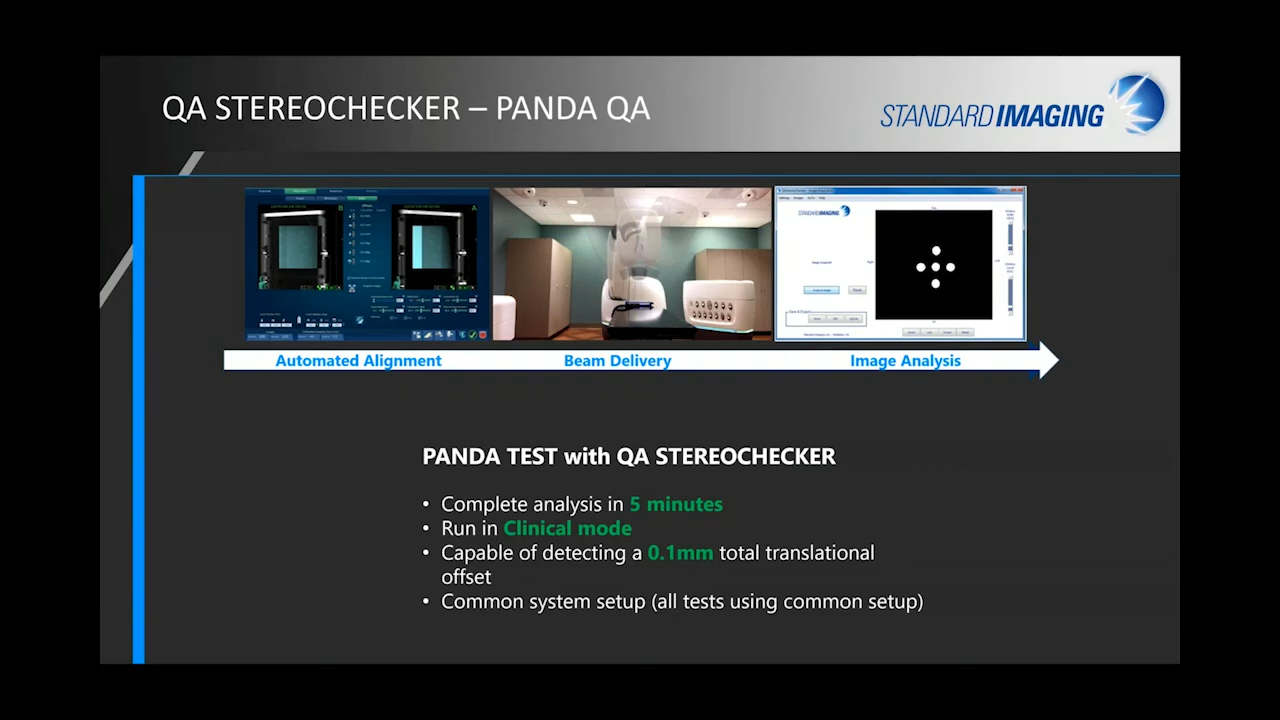 QA STEREOCHECKER – PANDA QA
STANDARD IMAGING
STANDARD IMAGING
Automated Alignment
Beam Delivery
Image Analysis
PANDA TEST with QA STEREOCHECKER
• Complete analysis in 5 minutes
• Run in Clinical mode
• Capable of detecting a 0.1mm total translational
offset
• Common system setup (all tests using common setup)